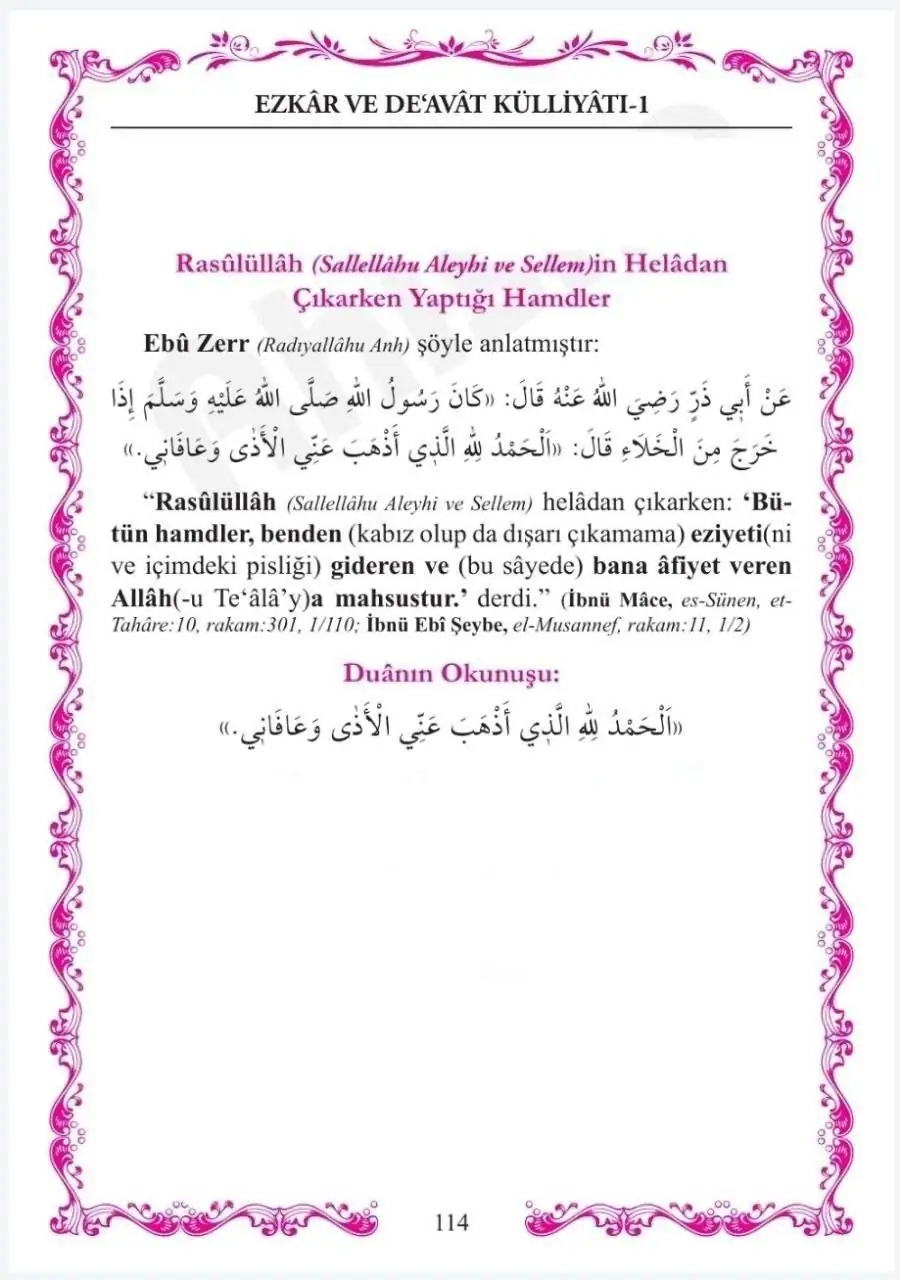 EZKÂR VE DE‘AVÂT KÜLLİYÂTI-1
Rasûlüllâh (Sallellâhu Aleyhi ve Sellem)in Helâdan
Çıkarken Yaptığı Hamdler
Ebû Zerr (Radıyallâhu Anh) şöyle anlatmıştır:
عَنْ أَبِي ذَرٍّ رَضِيَ اللهُ عَنْهُ قَالَ: «كَانَ رَسُولُ اللهِ صَلَّى اللهُ عَلَيْهِ وَسَلَّمَ إِذَا
خَرَجَ مِنَ الْخَلَاءِ قَالَ: «اَلْحَمْدُ لِلهِ الَّذِي أَذْهَبَ عَنِّي الْأَذٰى وَعَافَانِي.»
“Rasûlüllâh (Sallellâhu Aleyhi ve Sellem) helâdan çıkarken: ‘Bü-
tün hamdler, benden (kabız olup da dışarı çıkamama) eziyeti(ni
ve içimdeki pisliği) gideren ve (bu sâyede) bana âfiyet veren
Allâh(-u Te‘âlâ’y)a mahsustur.’ derdi.” (İbnü Mâce, es-Sünen, et-
Tahâre:10, rakam:301, 1/110; İbnü Ebî Şeybe, el-Musannef, rakam:11, 1/2)
Duânın Okunuşu:
«اَلْحَمْدُ لِلهِ الَّذِي أَذْهَبَ عَنِّي الْأَذٰى وَعَافَانِي.»
114